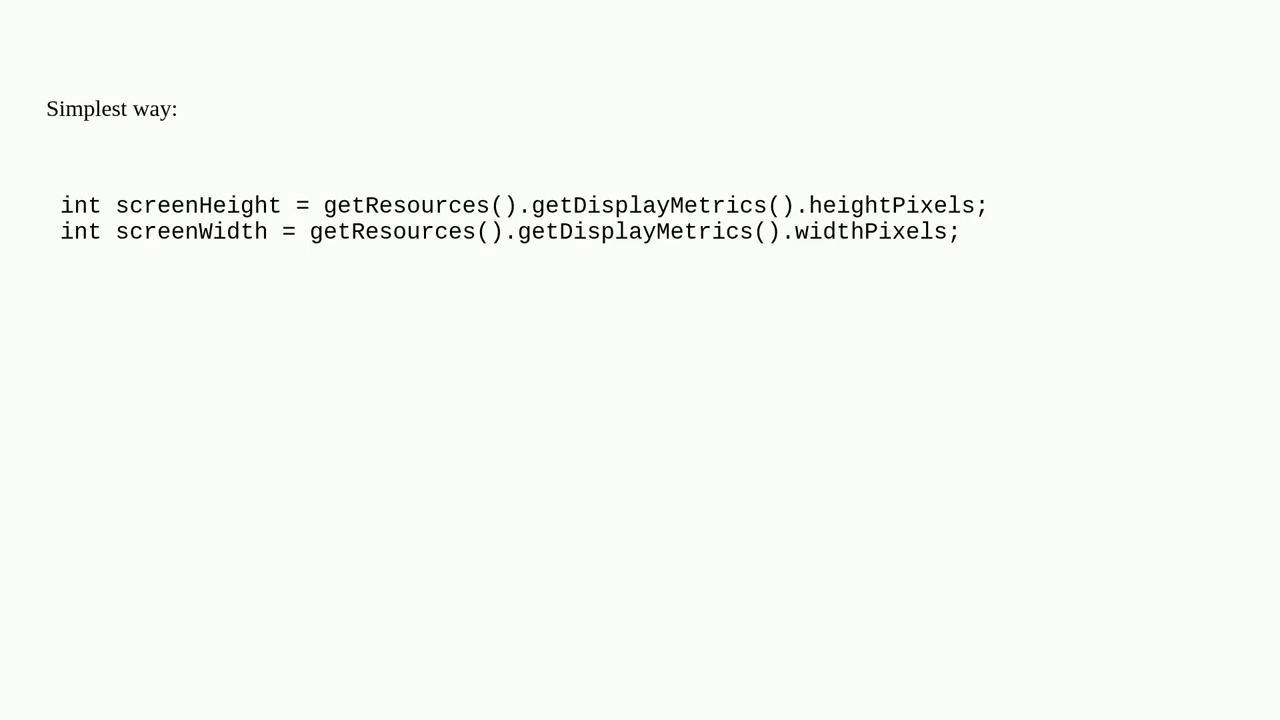 Simplest way:
int screenHeight = getResources().getDisplayMetrics().heightPixels;
int screenWidth = getResources().getDisplayMetrics().widthPixels;